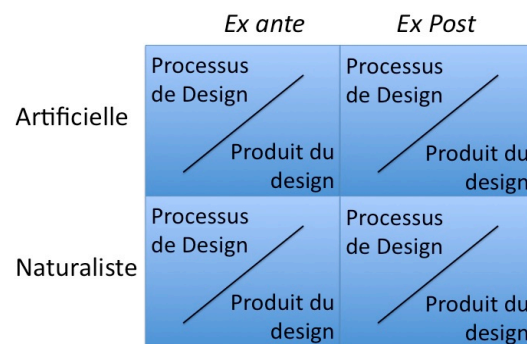 Ex ante Ex Post
Processus Processus
de Design de Design
Artificielle
Produit du Produit du
design design
Processus Processus
de Design de Design
Naturaliste
Produit du Produit du
design design